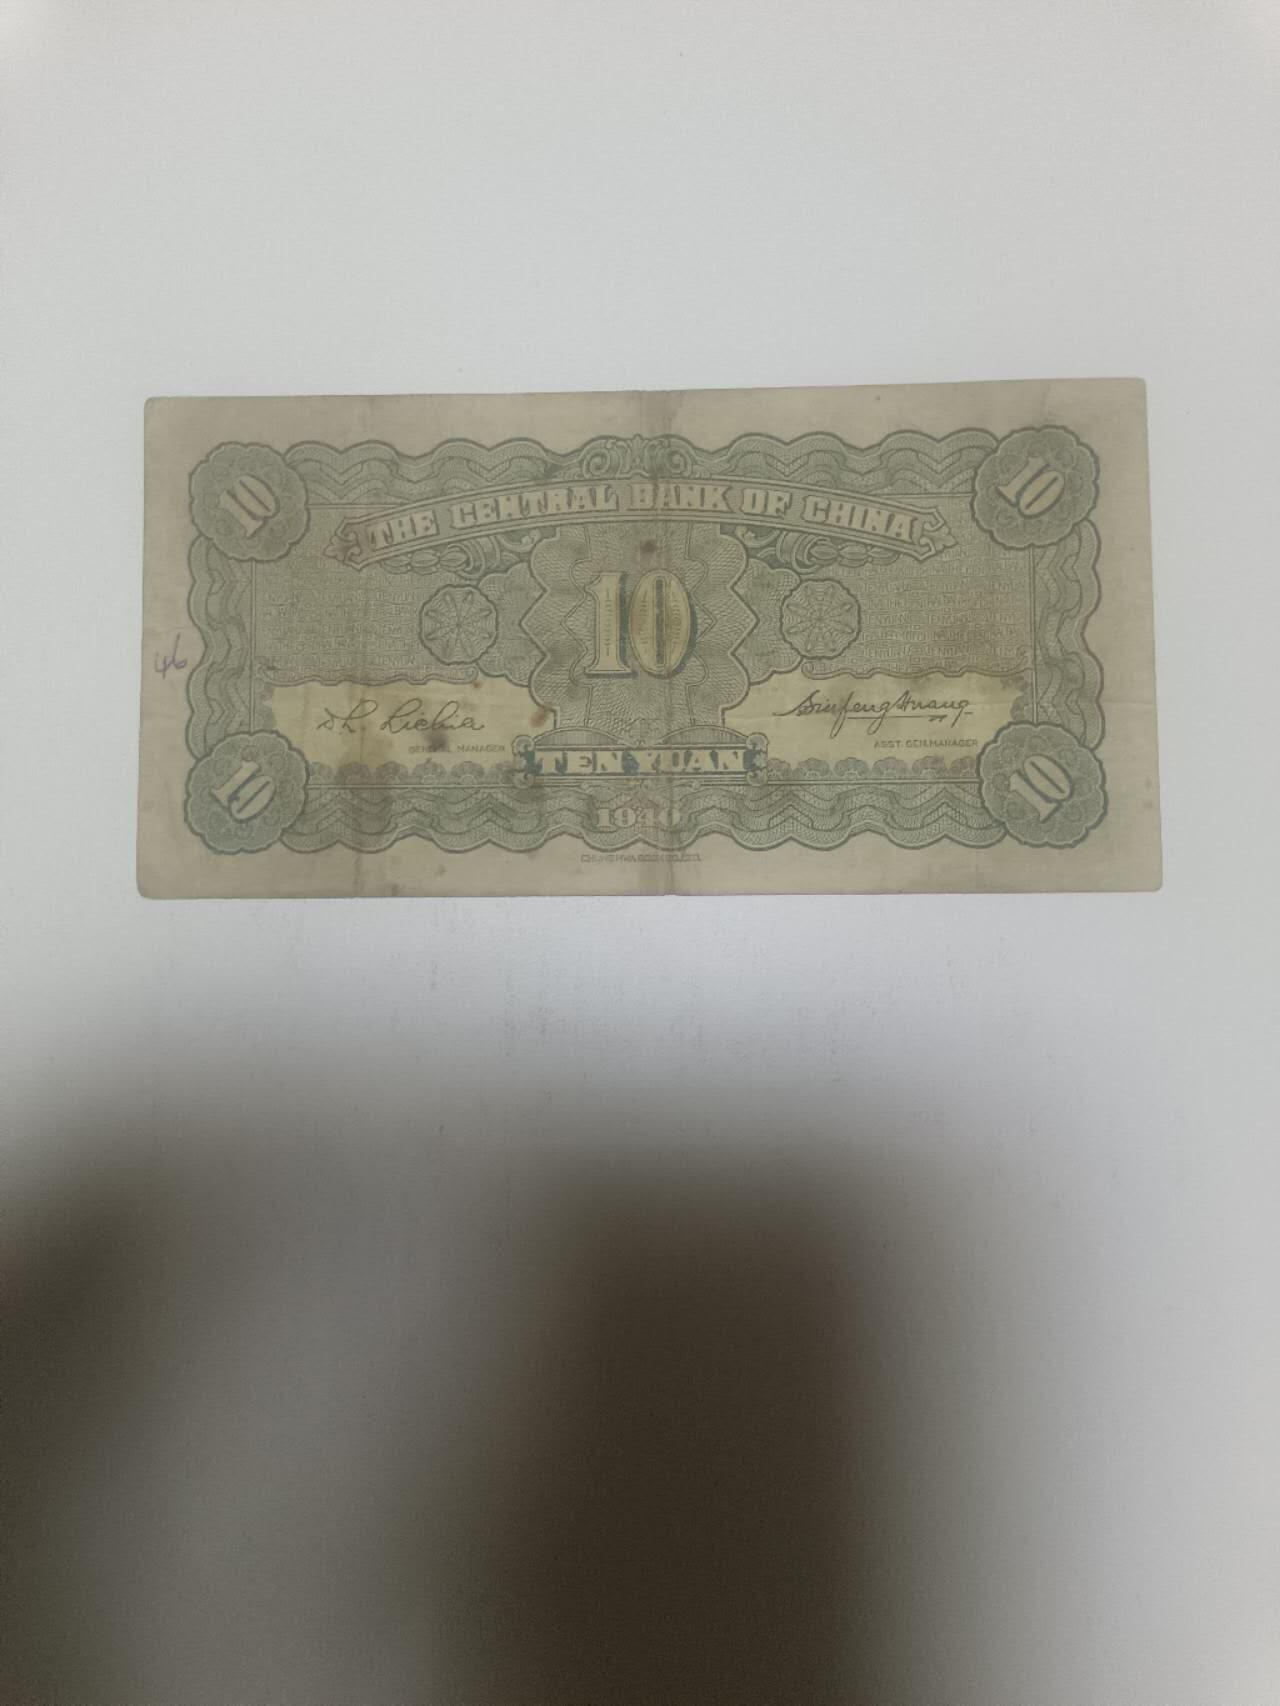 10
10
THE CENTRAL BANK OF CHINA
10
46
GENERAL MANAGER
ASST. GEN. MANAGER
TEN YUAN
10
10
1940
CHUNG HWA BOOK CO., LTD.